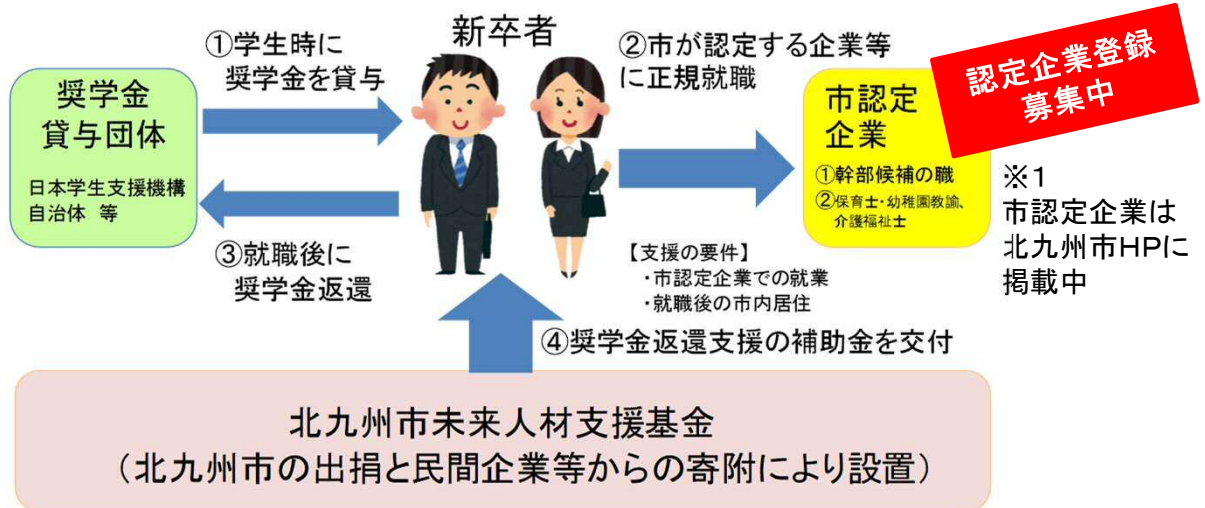 新卒者
①学生時に
奨学金を貸与
②市が認定する企業等
に正規就職
認定企業登録
募集中
奨学金
貸与団体
日本学生支援機構
自治体 等
市認定
企業
①幹部候補の職
②保育士・幼稚園教諭、
介護福祉士
※1
市認定企業は
北九州市HPに
掲載中
③就職後に
奨学金返還
【支援の要件】
・市認定企業での就業
・就職後の市内居住
④奨学金返還支援の補助金を交付
北九州市未来人材支援基金
（北九州市の出捐と民間企業等からの寄附により設置）